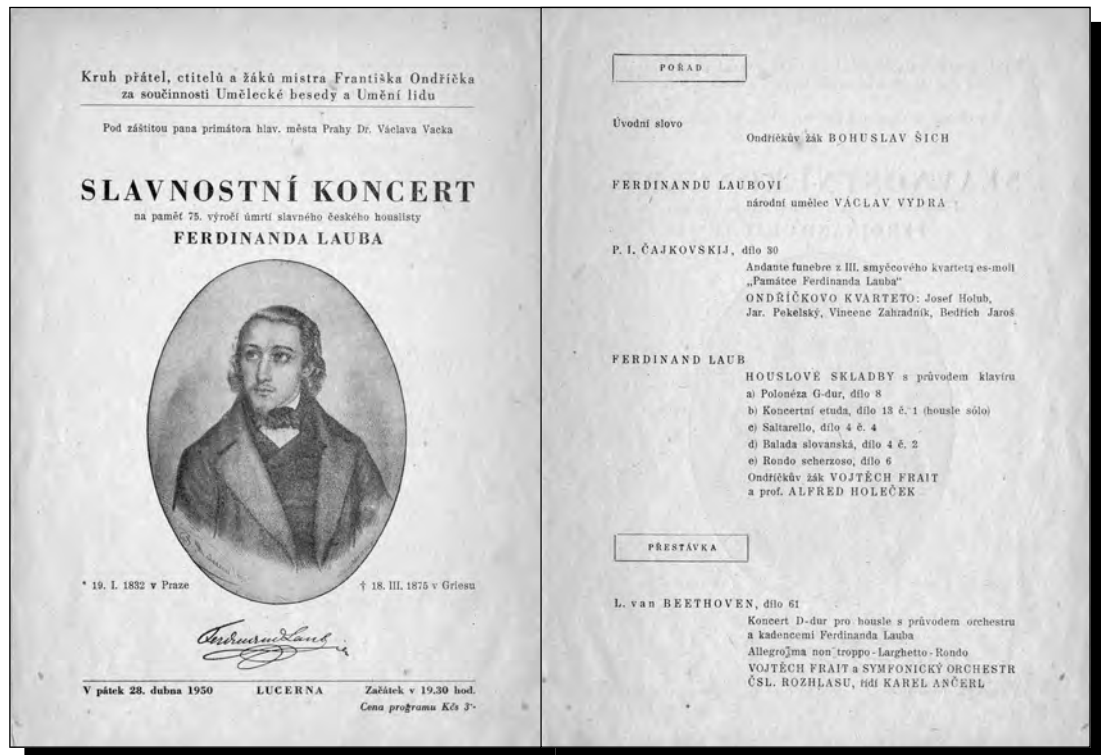 Kruh přátel, ctitelů a žáků mistra Františka Ondříčka
za součinnosti Umělecké besedy a Umění lidu
Pod záštitou pana primátora hlav. města Prahy Dr. Václava Vacka
SLAVNOSTNÍ KONCERT
na paměť 75. výročí úmrtí slavného českého houslisty
FERDINANDA LAUBA
* 19. I. 1832 v Praze
† 18. III. 1875 v Griesu
Ferdinand Laub
V pátek 28. dubna 1950 LUCERNA Začátek v 19.30 hod.
Cena programu Kčs 3·-
POŘAD
Úvodní slovo
Ondříčkův žák BOHUSLAV ŠICH
FERDINANDU LAUBOVI
národní umělec VÁCLAV VYDRA
P. I. ČAJKOVSKIJ, dílo 30
Andante funebre z III. smyčcového kvarteta es-moll
„Památce Ferdinanda Lauba"
ONDŘÍČKOVO KVARTETO: Josef Holub,
Jar. Pekelský, Vincenc Zahradník, Bedřich Jaroš
FERDINAND LAUB
HOUSLOVÉ SKLADBY s průvodem klavíru
a) Polonéza G-dur, dílo 8
b) Koncertní etuda, dílo 13 č. 1 (housle sólo)
c) Saltarello, dílo 4 č. 4
d) Balada slovanská, dílo 4 č. 2
e) Rondo scherzoso, dílo 6
Ondříčkův žák VOJTĚCH FRAIT
a prof. ALFRED HOLEČEK
PŘESTÁVKA
L. van BEETHOVEN, dílo 61
Koncert D-dur pro housle s průvodem orchestru
a kadencemi Ferdinanda Lauba
Allegro ma non troppo - Larghetto - Rondo
VOJTĚCH FRAIT a SYMFONICKÝ ORCHESTR
ČSL. ROZHLASU, řídí KAREL ANČERL